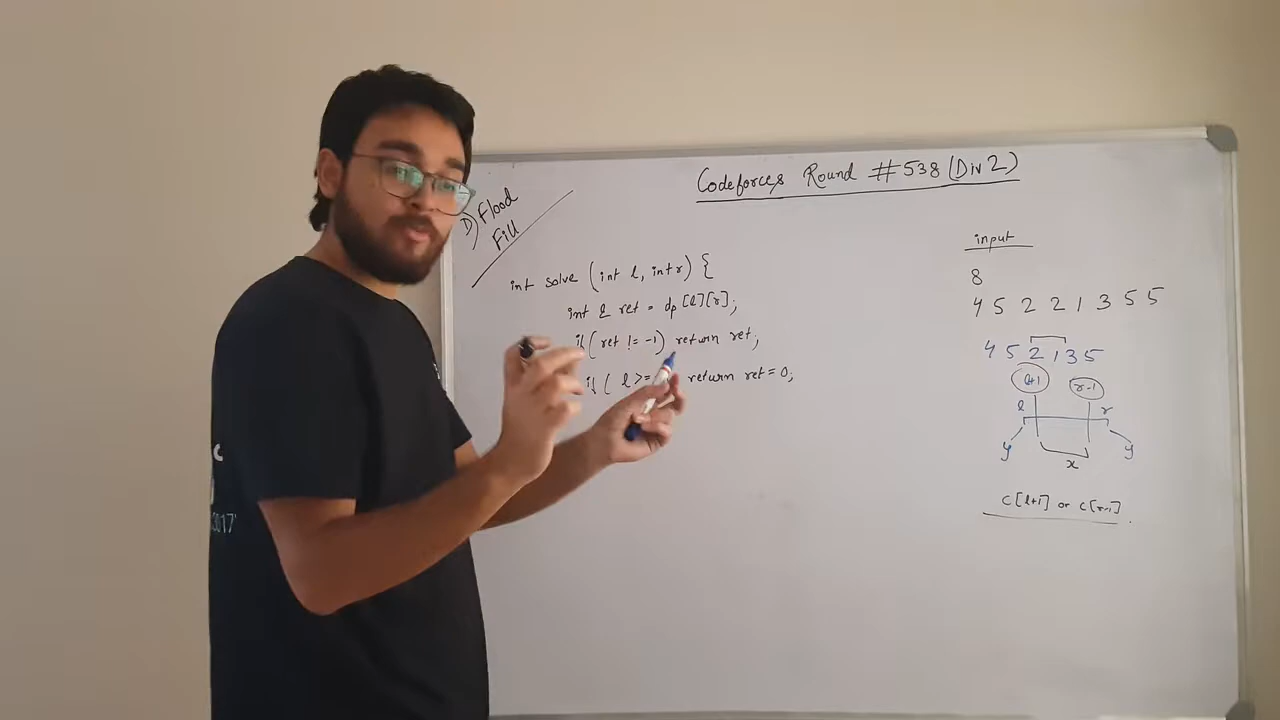 Codeforces Round #538 (Div 2)
D) Flood
Fill
int solve (int l, int r) {
int & ret = dp[l][r];
if (ret != -1) return ret;
if ( l >= return ret = 0;
input
8
4 5 2 2 1 3 5 5
4 5 2 1 3 5
l+1 r-1
l r
y x y
c[l+1] or c[r-1]
2017